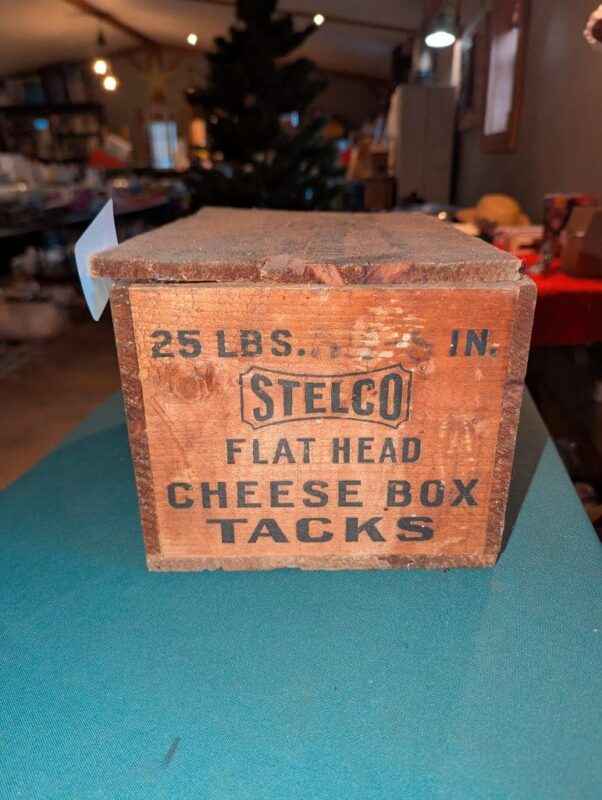 25 LBS. IN.
STELCO
FLAT HEAD
CHEESE BOX
TACKS